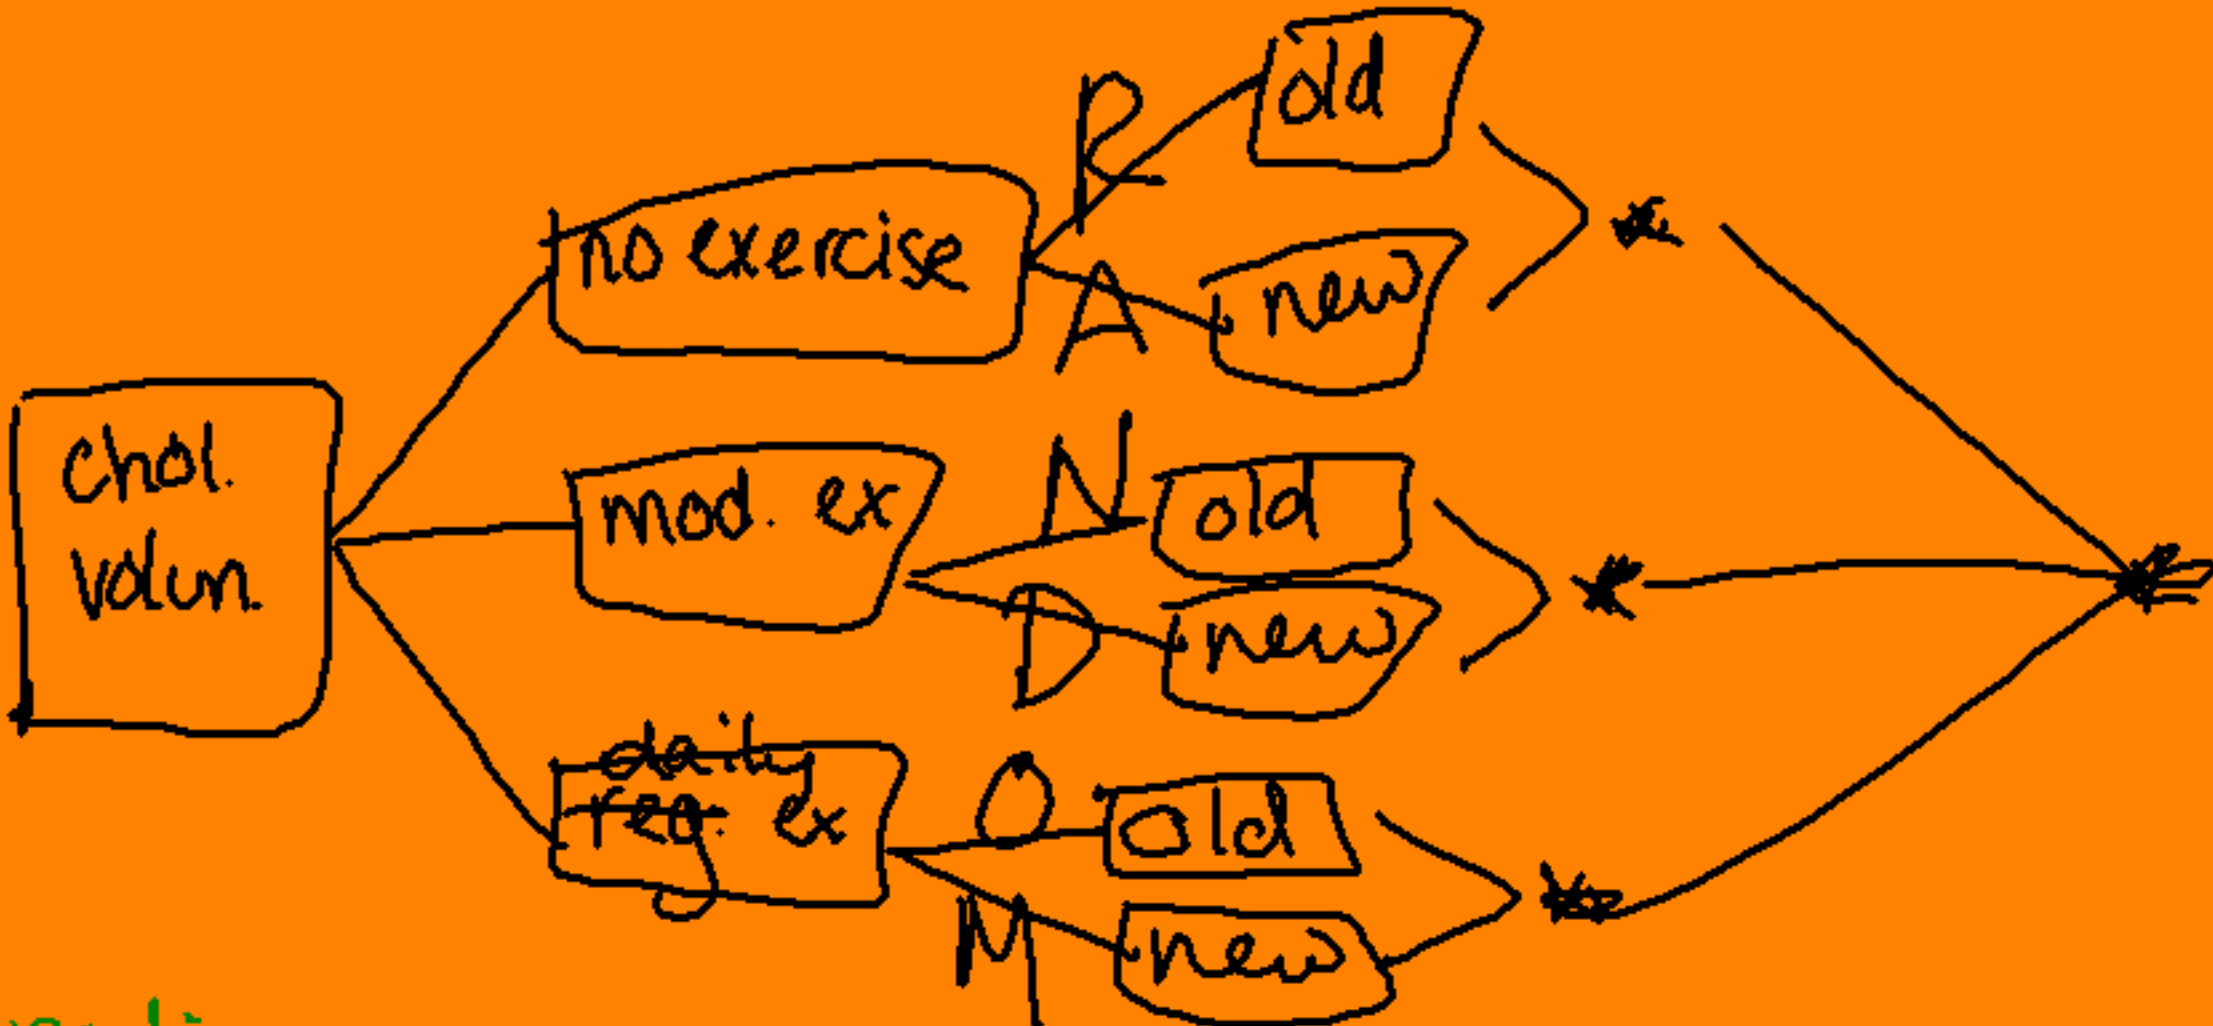 chol.
volun.
no exercise
mod. ex
daily
reg. ex
R
A
N
D
O
M
old
new
old
new
old
new